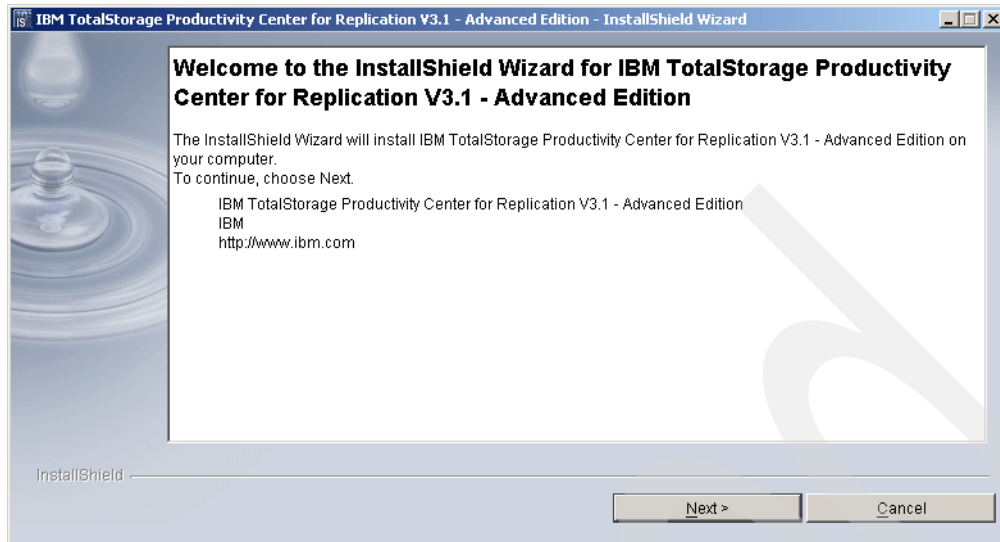 IBM TotalStorage Productivity Center for Replication V3.1 - Advanced Edition - InstallShield Wizard
Welcome to the InstallShield Wizard for IBM TotalStorage Productivity
Center for Replication V3.1 - Advanced Edition
The InstallShield Wizard will install IBM TotalStorage Productivity Center for Replication V3.1 - Advanced Edition on
your computer.
To continue, choose Next.
IBM TotalStorage Productivity Center for Replication V3.1 - Advanced Edition
IBM
http://www.ibm.com
InstallShield
Next >
Cancel